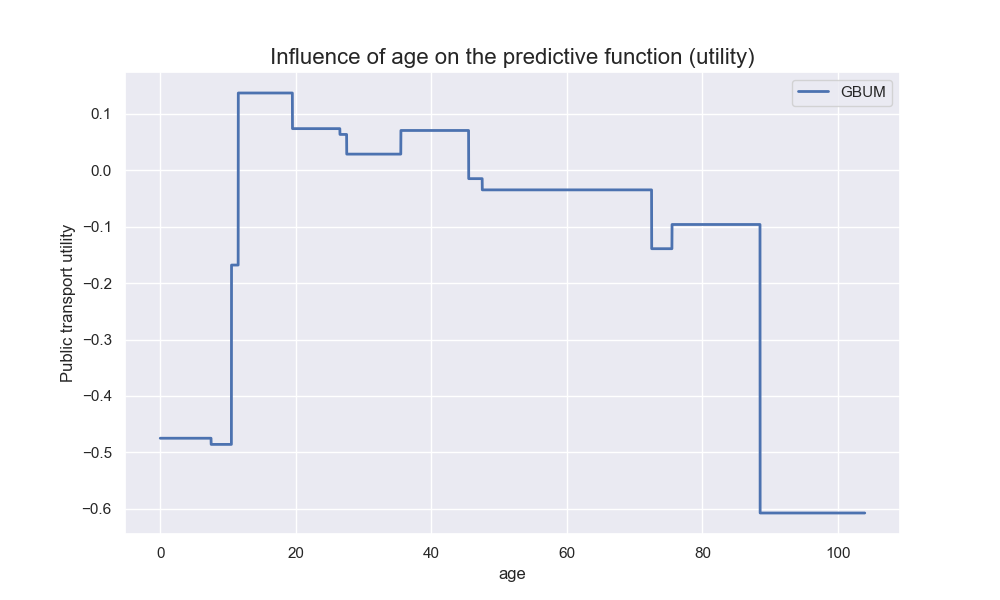 Influence of age on the predictive function (utility)
GBUM
0.1
0.0
−0.1
−0.2
−0.3
−0.4
−0.5
−0.6
Public transport utility
0 20 40 60 80 100
age